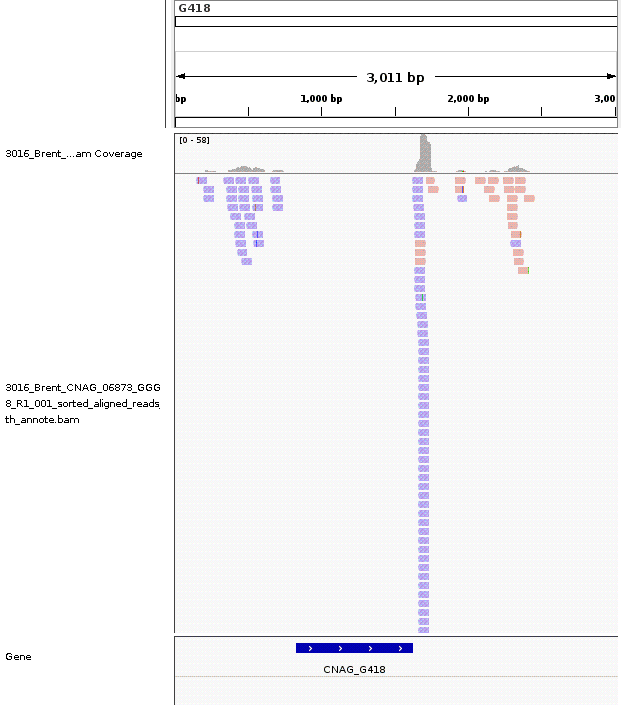 G418
3,011 bp
bp
1,000 bp
2,000 bp
3,00
[0 - 58]
3016_Brent_...am Coverage
3016_Brent_CNAG_06873_GGG
8_R1_001_sorted_aligned_reads_
th_annote.bam
Gene
CNAG_G418